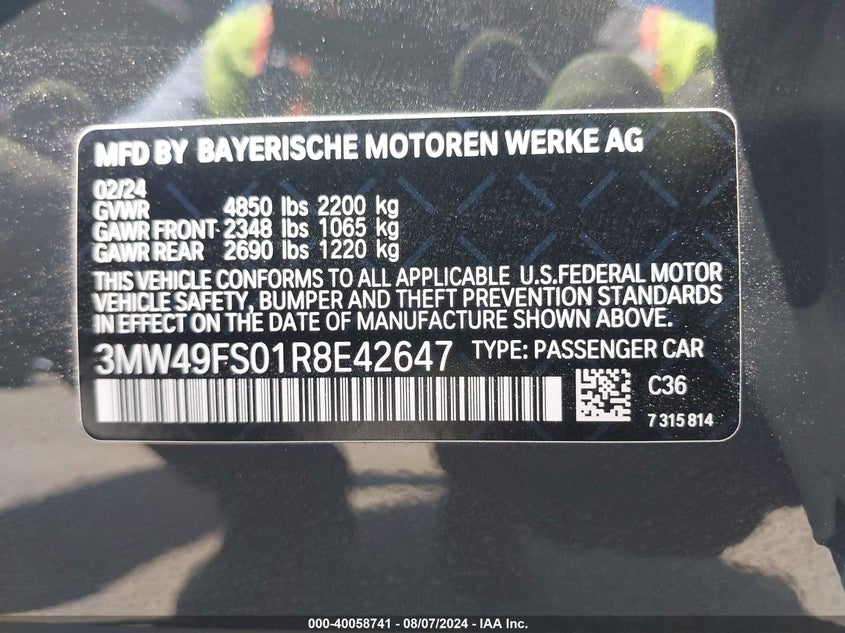 MFD BY BAYERISCHE MOTOREN WERKE AG
02/24
GVWR 4850 lbs 2200 kg
GAWR FRONT 2348 lbs 1065 kg
GAWR REAR 2690 lbs 1220 kg
THIS VEHICLE CONFORMS TO ALL APPLICABLE U.S.FEDERAL MOTOR
VEHICLE SAFETY, BUMPER AND THEFT PREVENTION STANDARDS
IN EFFECT ON THE DATE OF MANUFACTURE SHOWN ABOVE.
3MW49FS01R8E42647 TYPE: PASSENGER CAR
C36
7 315 814
000-40058741 - 08/07/2024 - IAA Inc.